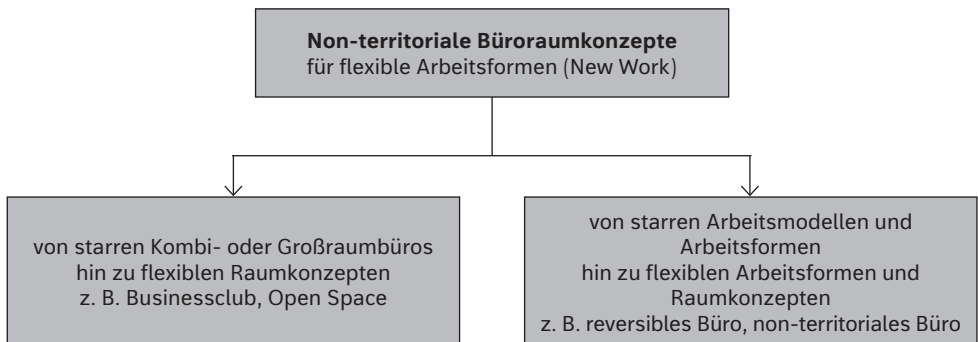 Non-territoriale Büroraumkonzepte
für flexible Arbeitsformen (New Work)
von starren Kombi- oder Großraumbüros
hin zu flexiblen Raumkonzepten
z. B. Businessclub, Open Space
von starren Arbeitsmodellen und
Arbeitsformen
hin zu flexiblen Arbeitsformen und
Raumkonzepten
z. B. reversibles Büro, non-territoriales Büro